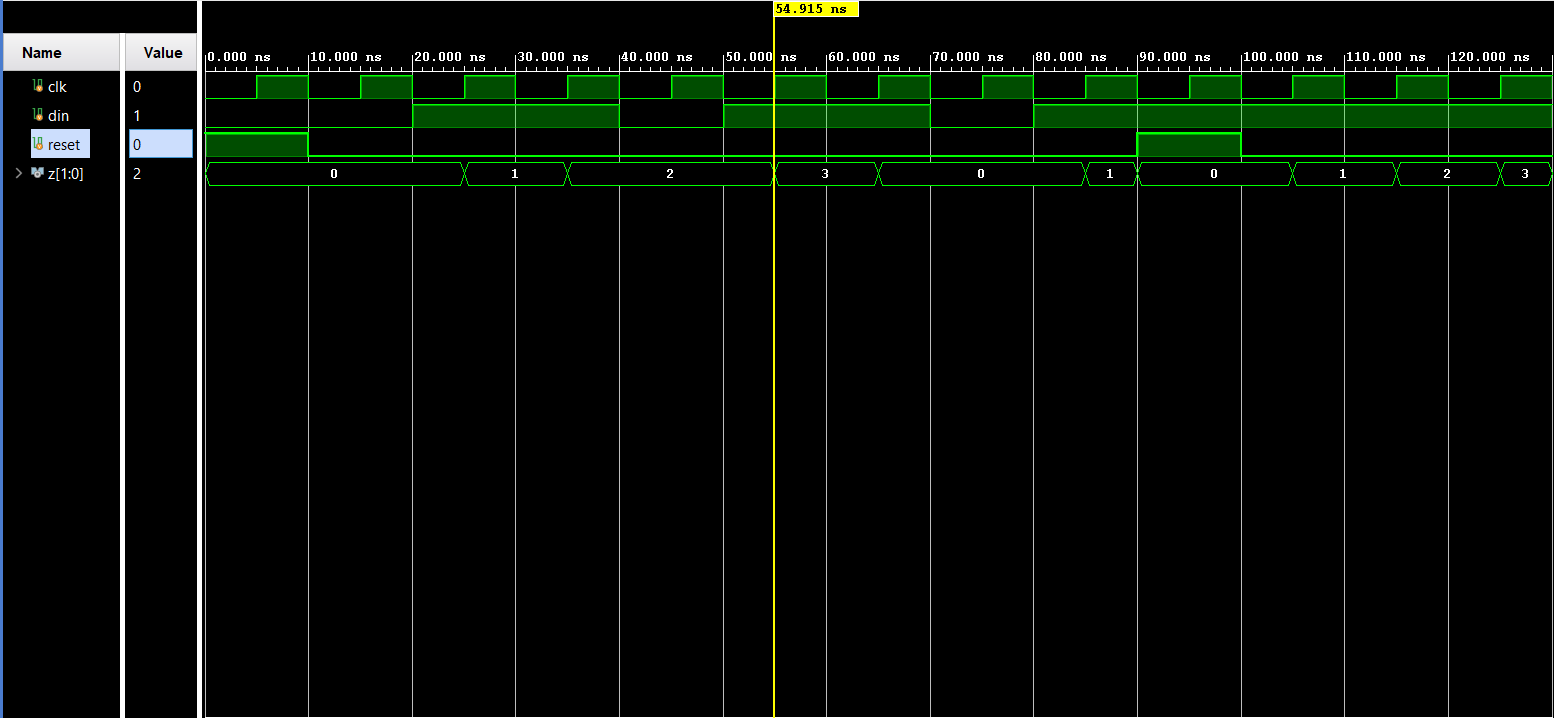 54.915 ns
Name Value
0.000 ns 10.000 ns 20.000 ns 30.000 ns 40.000 ns 50.000 ns 60.000 ns 70.000 ns 80.000 ns 90.000 ns 100.000 ns 110.000 ns 120.000 ns
clk 0
din 1
reset 0
z[1:0] 2 0 1 2 3 0 1 0 1 2 3